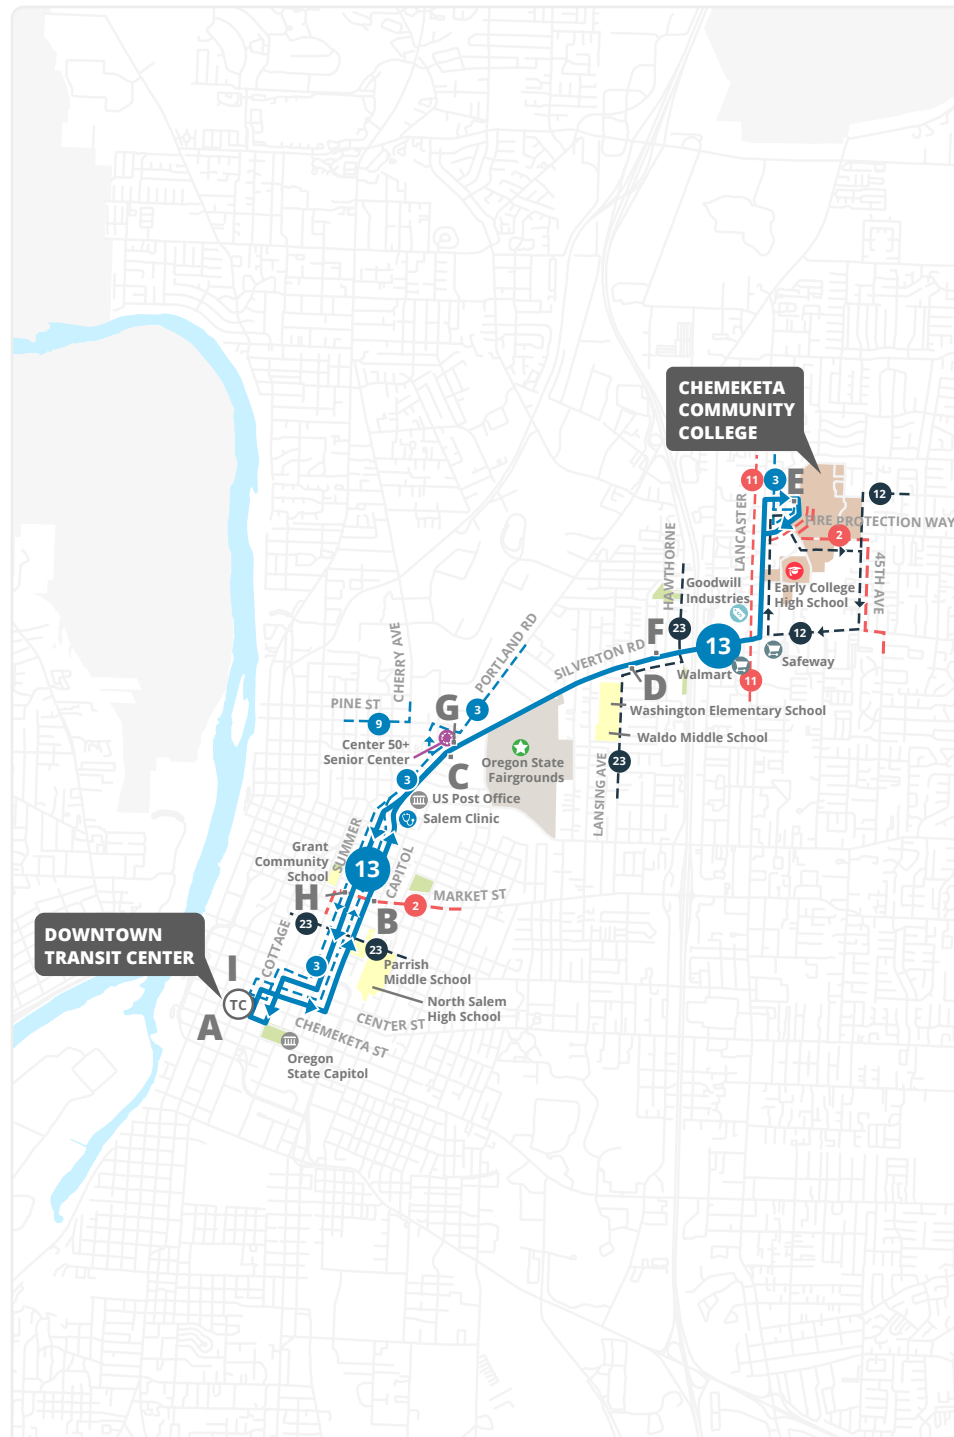 CHEMEKETA
COMMUNITY
COLLEGE
11
3
E
12
FIRE PROTECTION WAY
2
LANCASTER
HAWTHORNE
45TH AVE
Goodwill
Industries
Early College
High School
23
F
12
13
Safeway
SILVERTON RD
Walmart
11
D
PORTLAND RD
CHERRY AVE
PINE ST
9
G
3
Washington Elementary School
Waldo Middle School
Center 50+
Senior Center
C
Oregon State
Fairgrounds
23
LANSING AVE
3
US Post Office
Salem Clinic
SUMMER
Grant
Community
School
13
CAPITOL
H
2
MARKET ST
B
23
23
COTTAGE
DOWNTOWN
TRANSIT CENTER
3
I
Parrish
Middle School
TC
A
North Salem
High School
CENTER ST
CHEMEKETA ST
Oregon
State Capitol